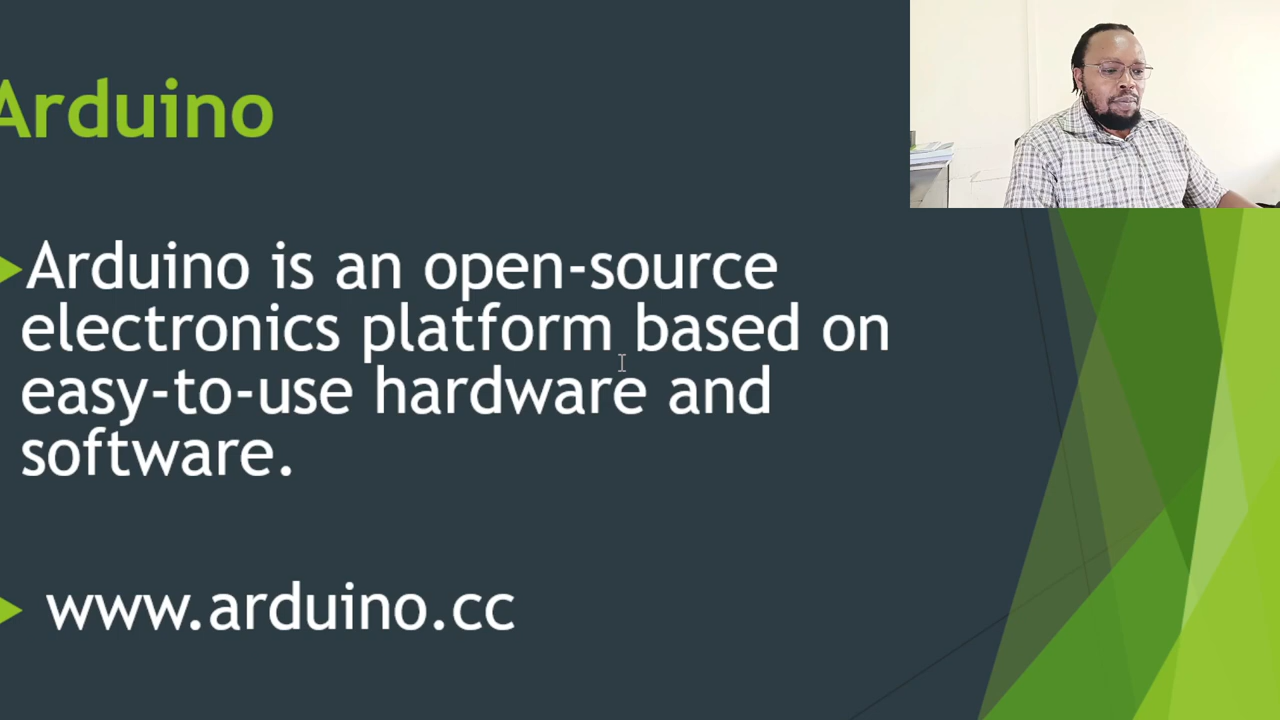 Arduino
Arduino is an open-source
electronics platform based on
easy-to-use hardware and
software.
www.arduino.cc